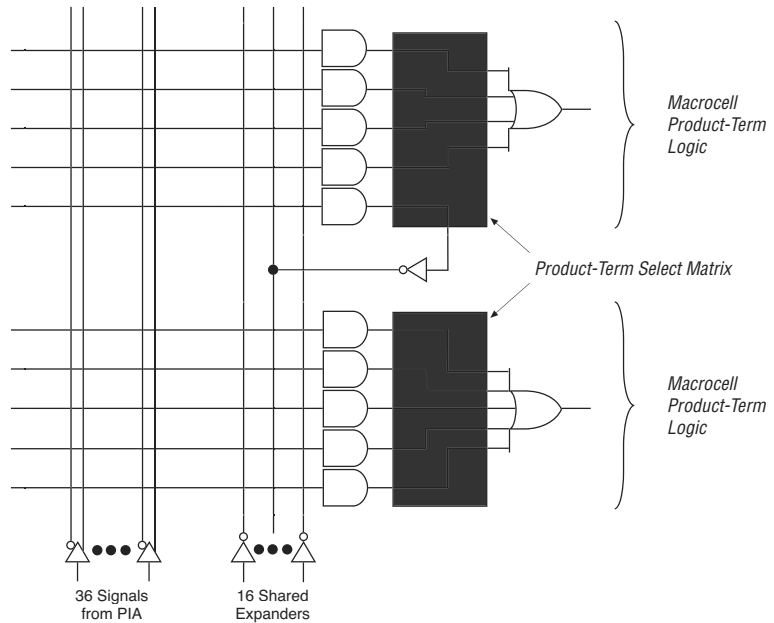 Macrocell
Product-Term
Logic
Product-Term Select Matrix
Macrocell
Product-Term
Logic
36 Signals
from PIA
16 Shared
Expanders